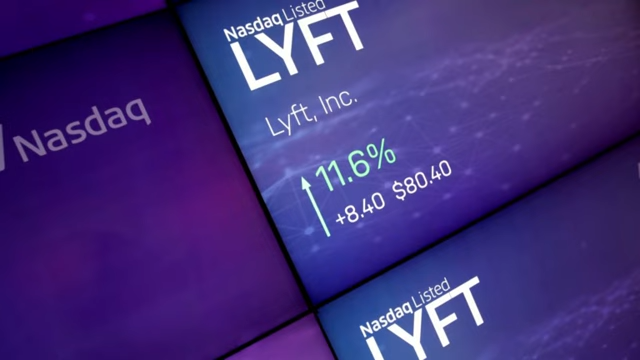 Nasdaq Listed
LYFT
Lyft, Inc.
11.6%
+8.40 $80.40
Nasdaq
Nasdaq Listed
LYFT